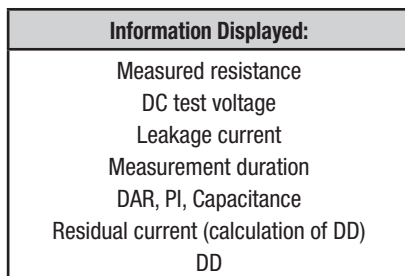 Information Displayed:
Measured resistance
DC test voltage
Leakage current
Measurement duration
DAR, PI, Capacitance
Residual current (calculation of DD)
DD